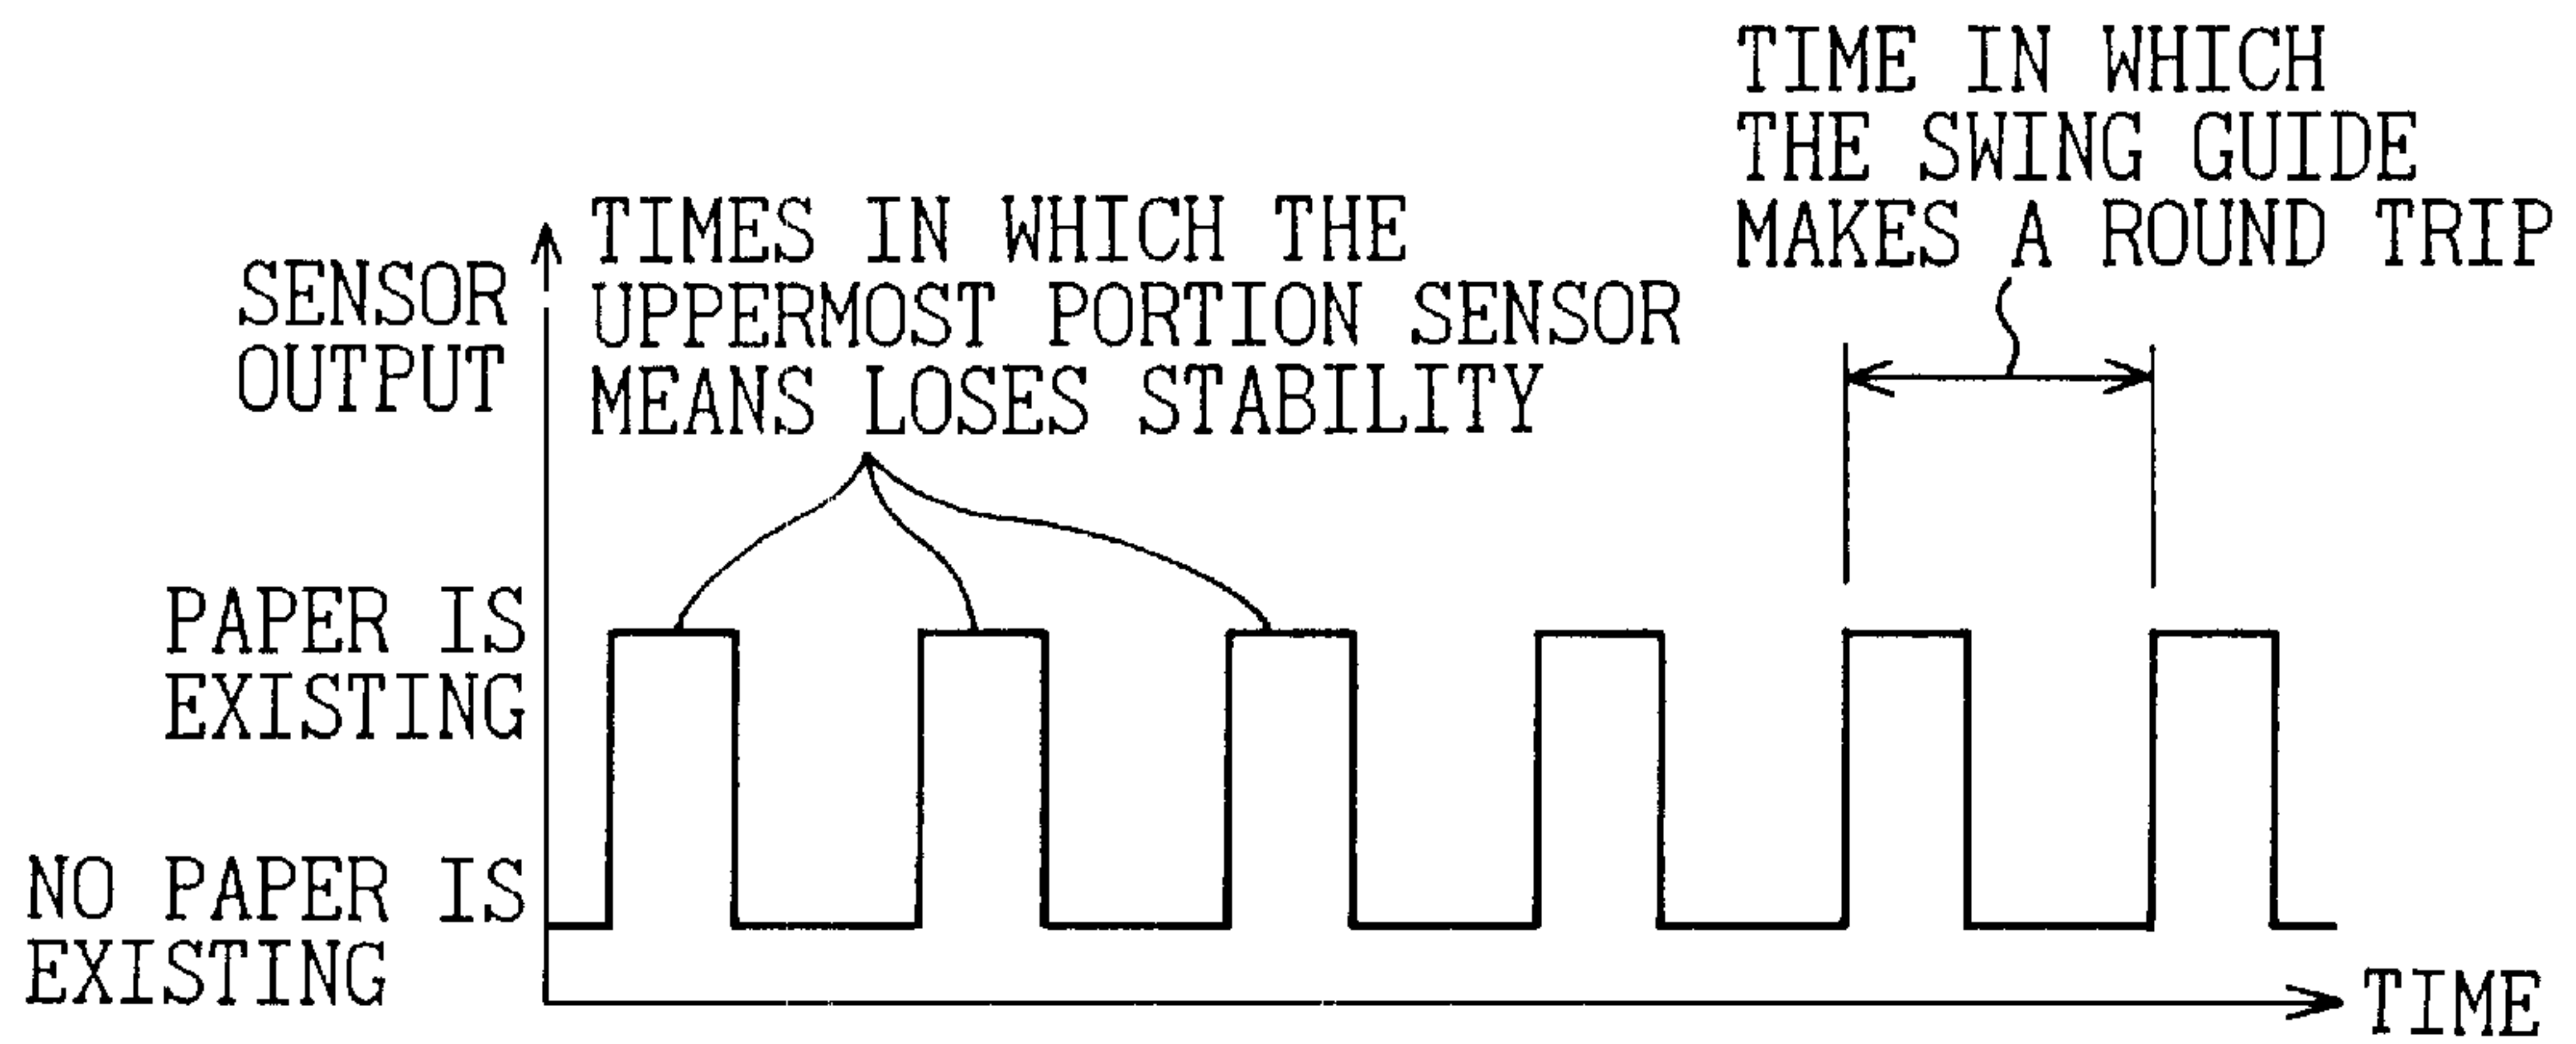 TIME IN WHICH
THE SWING GUIDE
MAKES A ROUND TRIP
TIMES IN WHICH THE
UPPERMOST PORTION SENSOR
MEANS LOSES STABILITY
SENSOR
OUTPUT
PAPER IS
EXISTING
NO PAPER IS
EXISTING
TIME